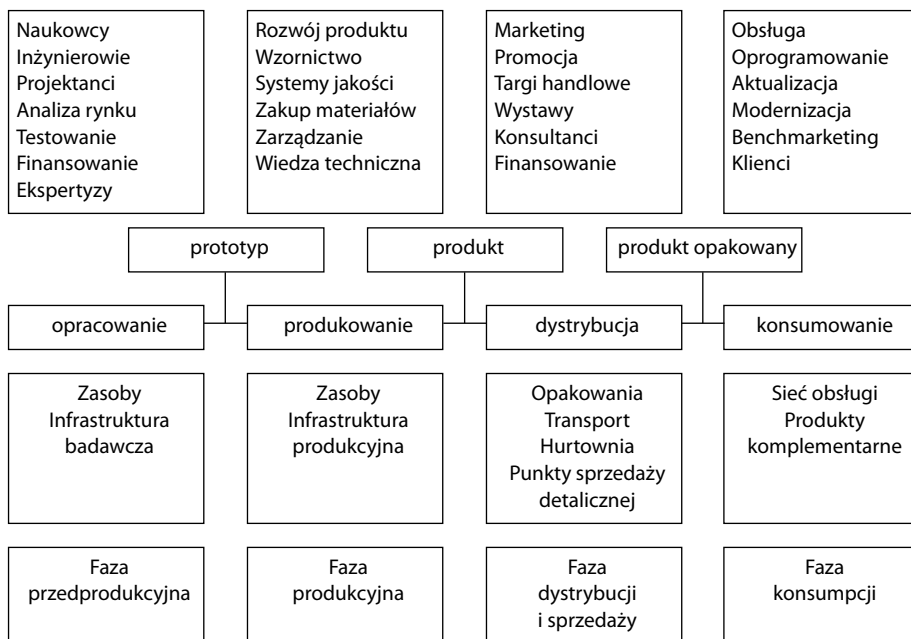 Naukowcy
Inżynierowie
Projektanci
Analiza rynku
Testowanie
Finansowanie
Ekspertyzy
Rozwój produktu
Wzornictwo
Systemy jakości
Zakup materiałów
Zarządzanie
Wiedza techniczna
Marketing
Promocja
Targi handlowe
Wystawy
Konsultanci
Finansowanie
Obsługa
Oprogramowanie
Aktualizacja
Modernizacja
Benchmarketing
Klienci
prototyp
produkt
produkt opakowany
opracowanie
produkowanie
dystrybucja
konsumowanie
Zasoby
Infrastruktura
badawcza
Zasoby
Infrastruktura
produkcyjna
Opakowania
Transport
Hurtownia
Punkty sprzedaży
detalicznej
Sieć obsługi
Produkty
komplementarne
Faza
przedprodukcyjna
Faza
produkcyjna
Faza
dystrybucji
i sprzedaży
Faza
konsumpcji